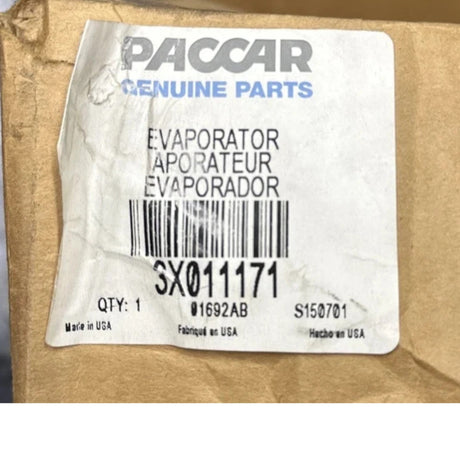 PACCAR
GENUINE PARTS
EVAPORATOR
APORATEUR
EVAPORADOR
SX011171
QTY: 1 01692AB S150701
Made in USA Fabriqué en USA Hecho en USA